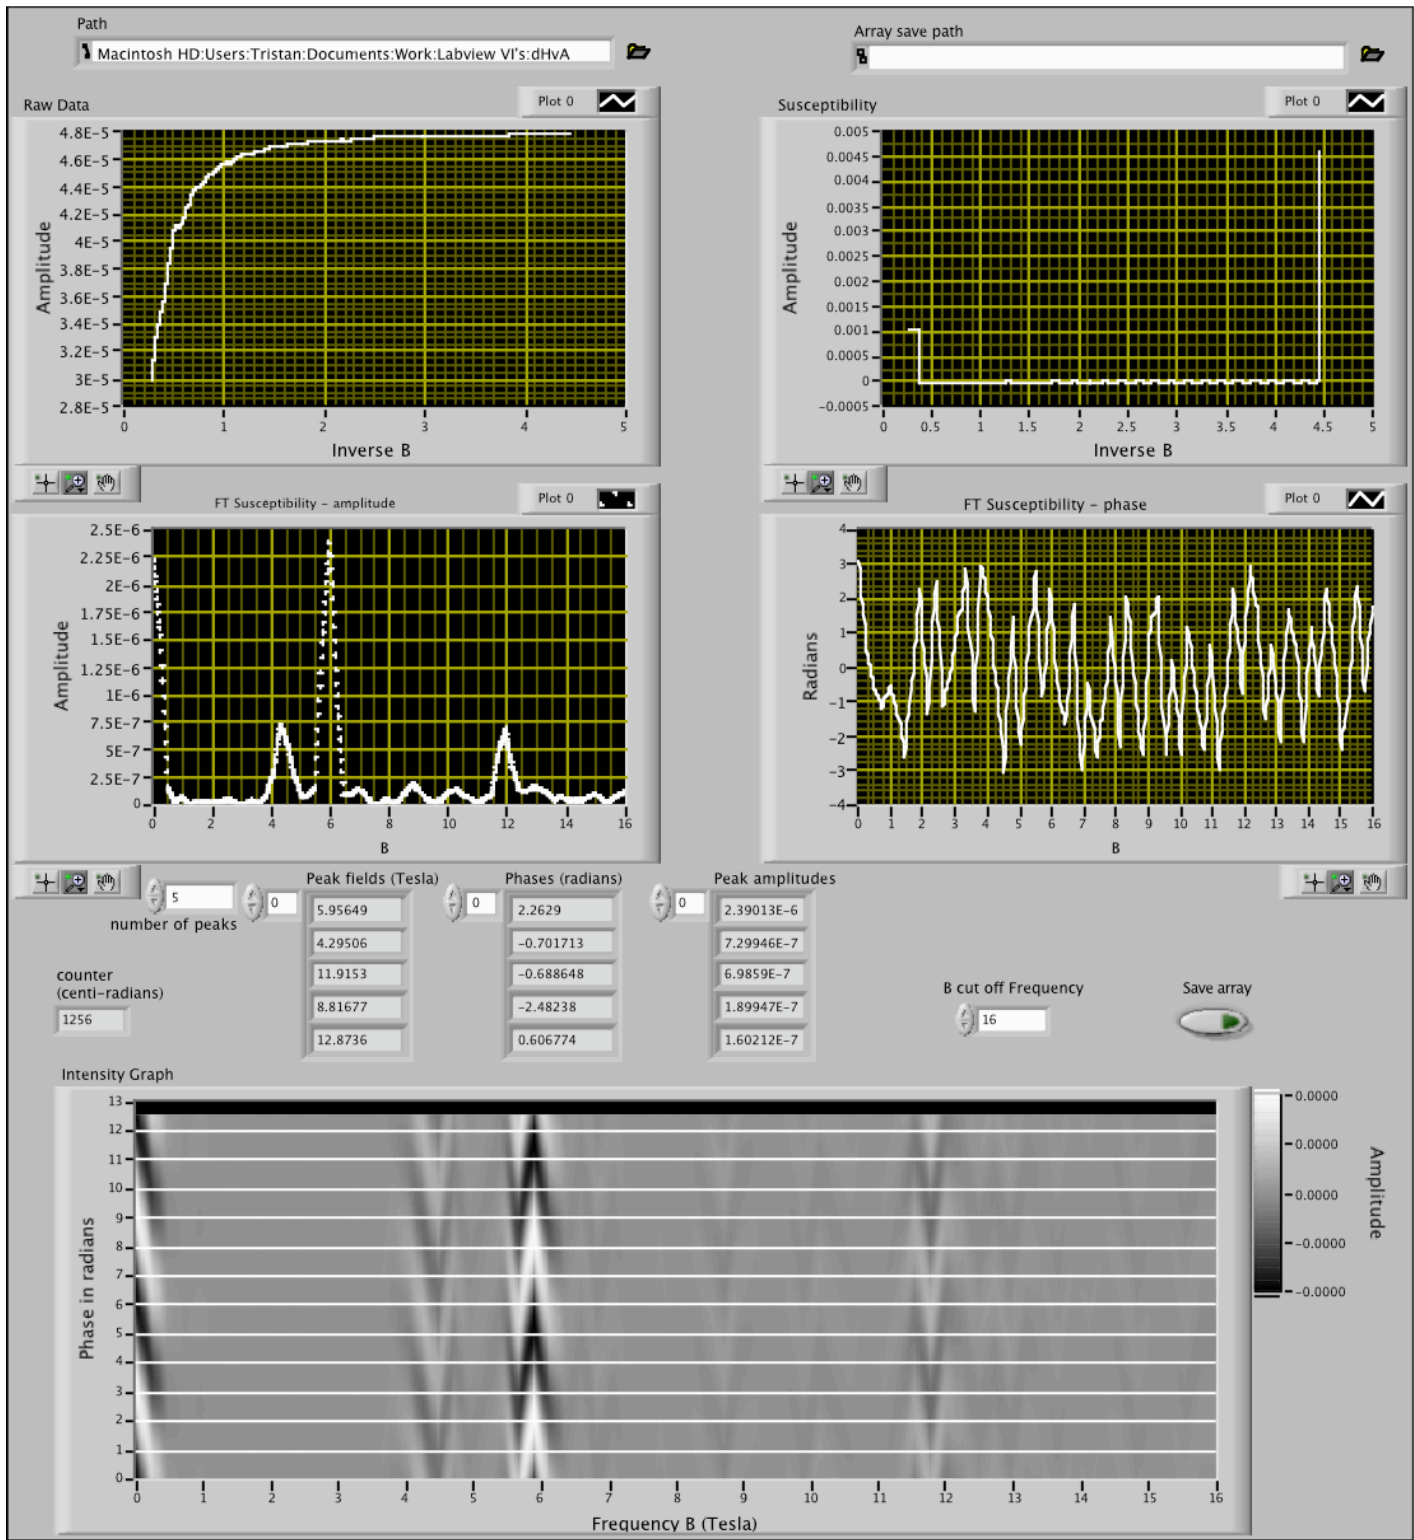 Path
Macintosh HD:Users:Tristan:Documents:Work:Labview VI's:dHvA
Array save path
Raw Data
Plot 0
4.8E-5
4.6E-5
4.4E-5
4.2E-5
4E-5
3.8E-5
3.6E-5
3.4E-5
3.2E-5
3E-5
2.8E-5
Amplitude
0 1 2 3 4 5
Inverse B
Susceptibility
Plot 0
0.005
0.0045
0.004
0.0035
0.003
0.0025
0.002
0.0015
0.001
0.0005
0
-0.0005
Amplitude
0 0.5 1 1.5 2 2.5 3 3.5 4 4.5 5
Inverse B
FT Susceptibility - amplitude
Plot 0
2.5E-6
2.25E-6
2E-6
1.75E-6
1.5E-6
1.25E-6
1E-6
7.5E-7
5E-7
2.5E-7
0
Amplitude
0 2 4 6 8 10 12 14 16
B
FT Susceptibility - phase
Plot 0
4
3
2
1
0
-1
-2
-3
-4
Radians
0 1 2 3 4 5 6 7 8 9 10 11 12 13 14 15 16
B
5
number of peaks
counter
(centi-radians)
1256
0
Peak fields (Tesla)
5.95649
4.29506
11.9153
8.81677
12.8736
0
Phases (radians)
2.2629
-0.701713
-0.688648
-2.48238
0.606774
0
Peak amplitudes
2.39013E-6
7.29946E-7
6.9859E-7
1.89947E-7
1.60212E-7
B cut off Frequency
16
Save array
Intensity Graph
13
12
11
10
9
8
7
6
5
4
3
2
1
0
Phase in radians
0 1 2 3 4 5 6 7 8 9 10 11 12 13 14 15 16
Frequency B (Tesla)
0.0000
0.0000
0.0000
-0.0000
-0.0000
Amplitude